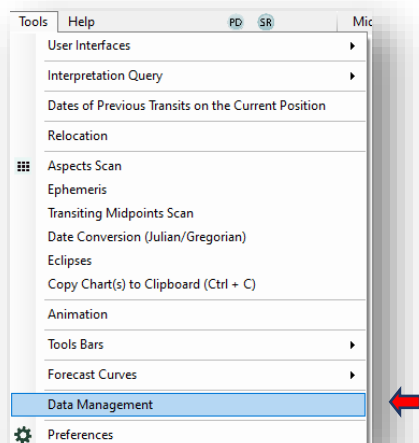 Tools Help PD SR Mid
User Interfaces
Interpretation Query
Dates of Previous Transits on the Current Position
Relocation
Aspects Scan
Ephemeris
Transiting Midpoints Scan
Date Conversion (Julian/Gregorian)
Eclipses
Copy Chart(s) to Clipboard (Ctrl + C)
Animation
Tools Bars
Forecast Curves
Data Management
Preferences